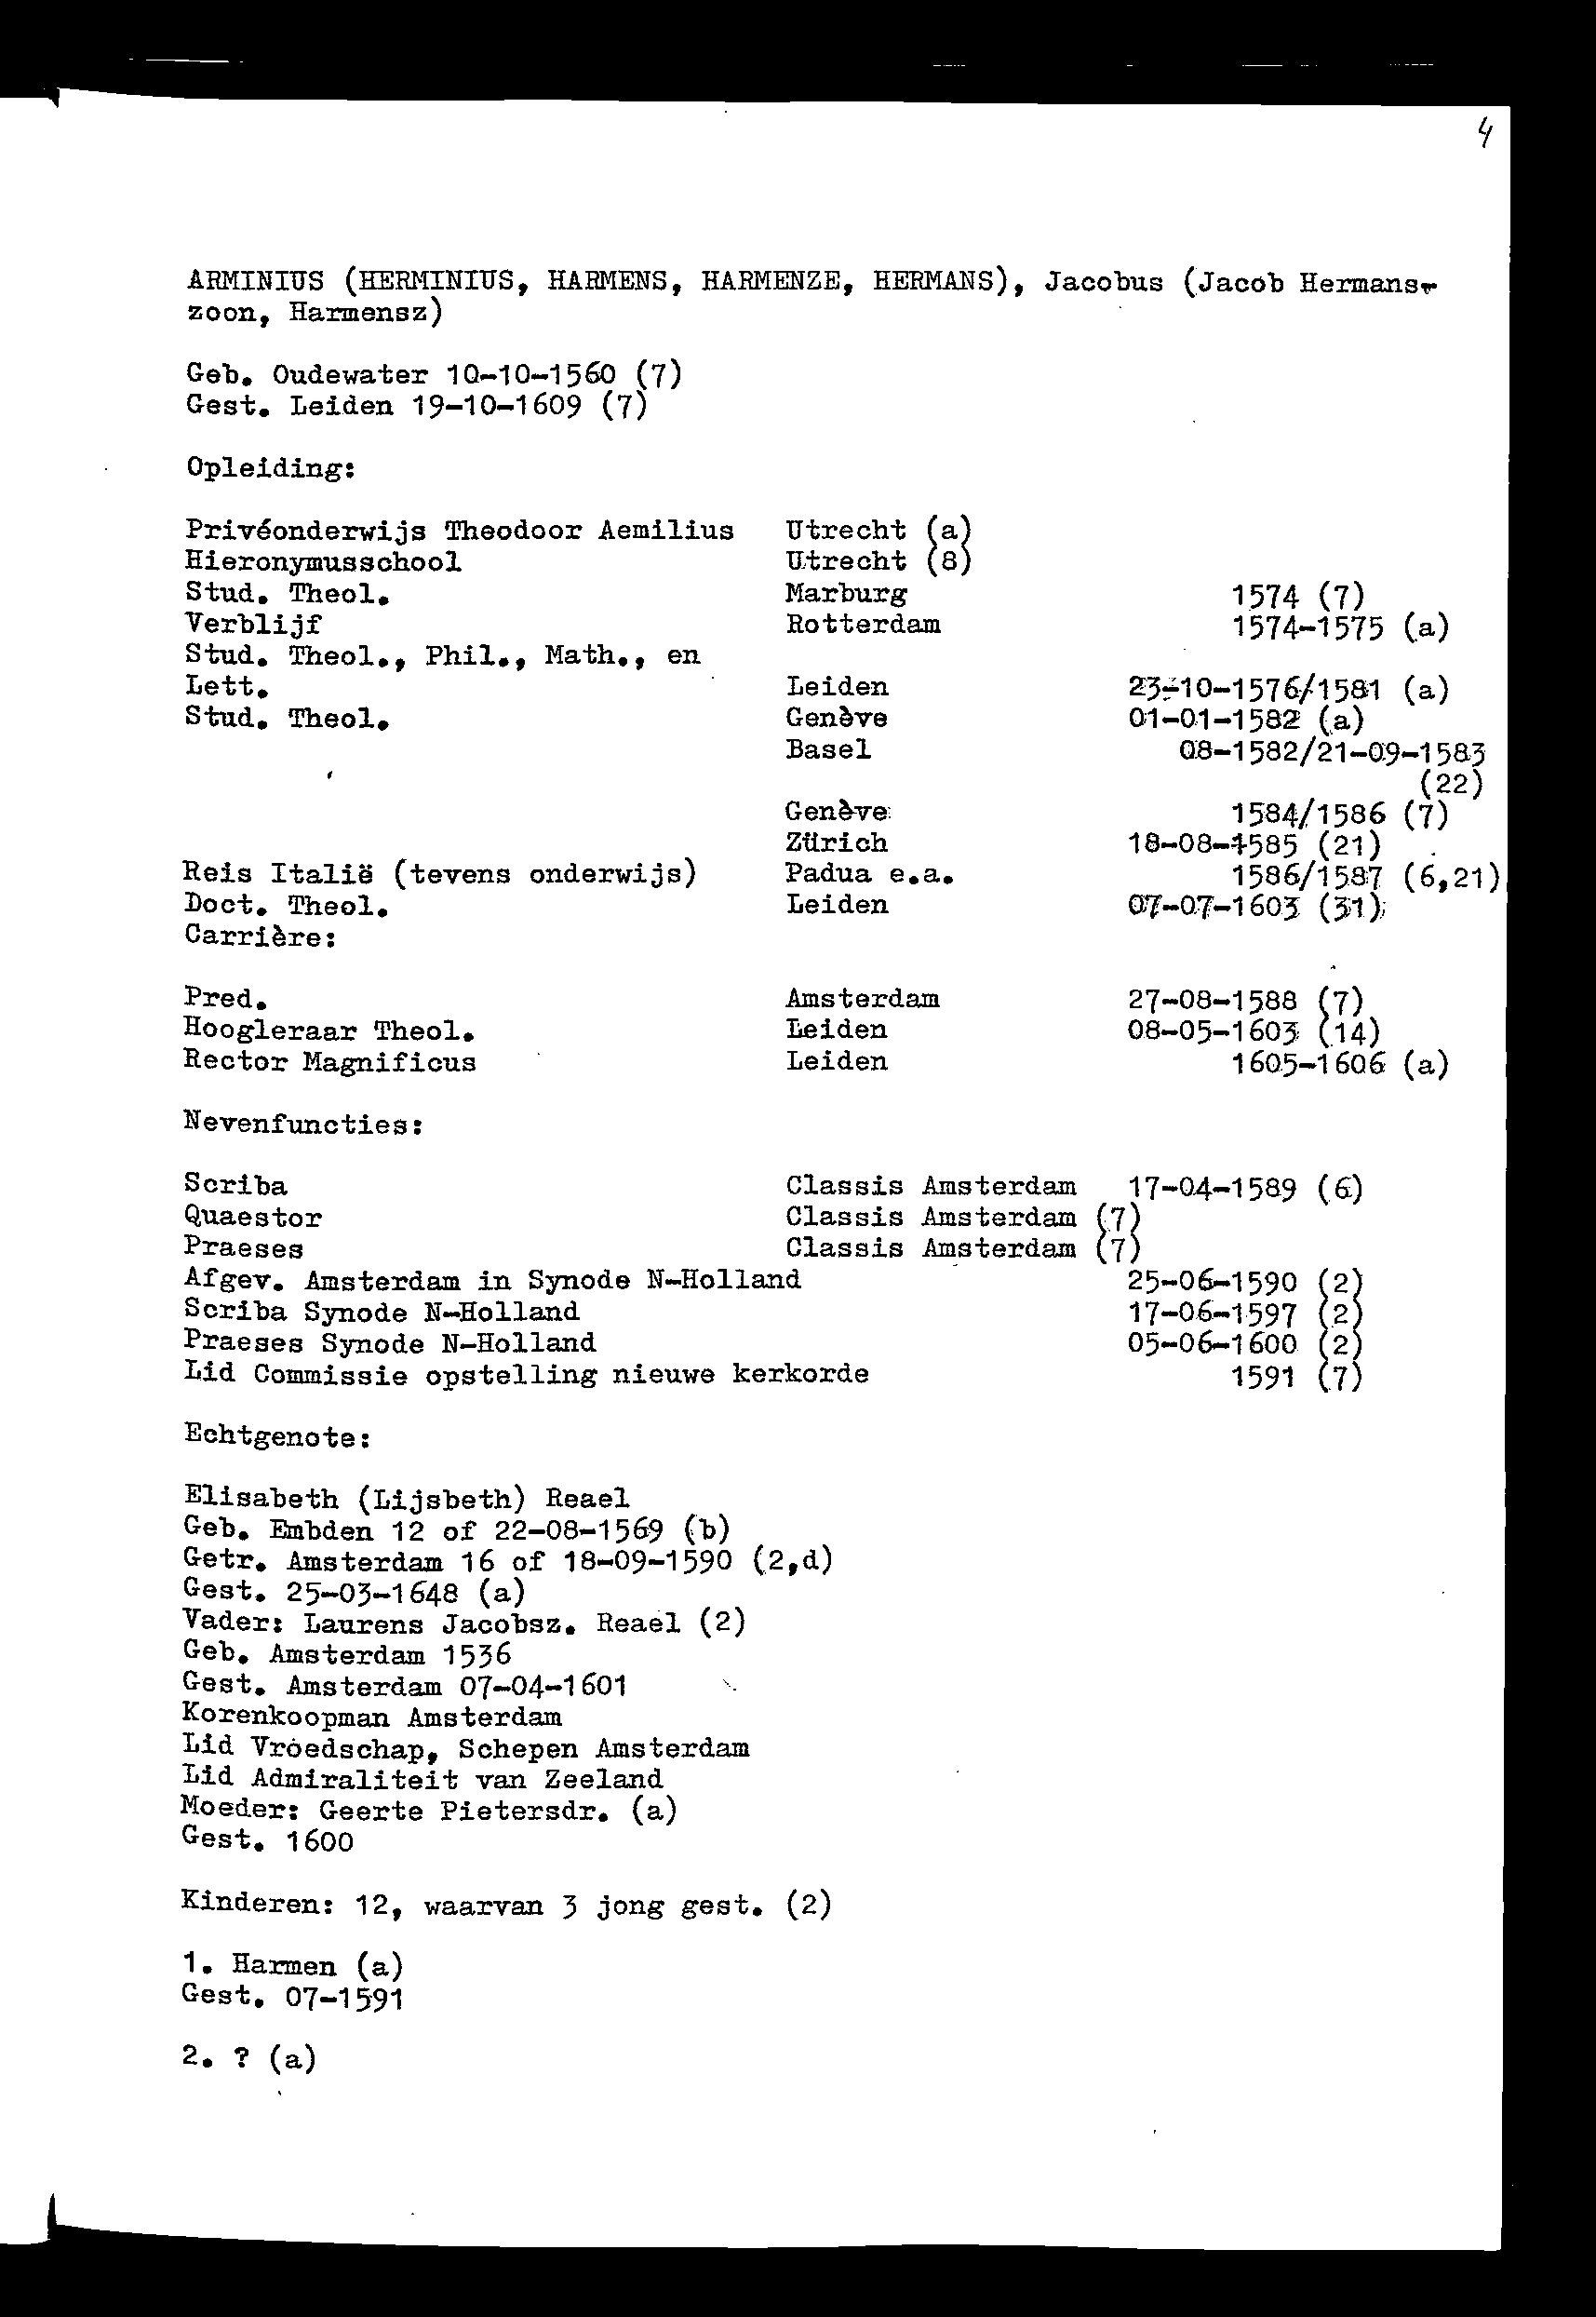 4
ARMINIUS (HERMINIUS, HARMENS, HARMENZE, HERMANS), Jacobus (Jacob Hermans-
zoon, Harmensz)
Geb. Oudewater 10-10-1560 (7)
Gest. Leiden 19-10-1609 (7)
Opleiding:
Privéonderwijs Theodoor Aemilius Utrecht (a)
Hieronymusschool Utrecht (8)
Stud. Theol. Marburg 1574 (7)
Verblijf Rotterdam 1574-1575 (a)
Stud. Theol., Phil., Math., en
Lett. Leiden 23-10-1576/1581 (a)
Stud. Theol. Genève 01-01-1582 (a)
Basel 08-1582/21-09-1583
(22)
Genève 1584/1586 (7)
Zürich 18-08-1585 (21)
Reis Italië (tevens onderwijs) Padua e.a. 1586/1587 (6,21)
Doct. Theol. Leiden 07-07-1603 (31)
Carrière:
Pred. Amsterdam 27-08-1588 (7)
Hoogleraar Theol. Leiden 08-05-1603 (14)
Rector Magnificus Leiden 1605-1606 (a)
Nevenfuncties:
Scriba Classis Amsterdam 17-04-1589 (6)
Quaestor Classis Amsterdam (7)
Praeses Classis Amsterdam (7)
Afgev. Amsterdam in Synode N-Holland 25-06-1590 (2)
Scriba Synode N-Holland 17-06-1597 (2)
Praeses Synode N-Holland 05-06-1600 (2)
Lid Commissie opstelling nieuwe kerkorde 1591 (7)
Echtgenote:
Elisabeth (Lijsbeth) Reael
Geb. Embden 12 of 22-08-1569 (b)
Getr. Amsterdam 16 of 18-09-1590 (2,d)
Gest. 25-03-1648 (a)
Vader: Laurens Jacobsz. Reael (2)
Geb. Amsterdam 1536
Gest. Amsterdam 07-04-1601
Korenkoopman Amsterdam
Lid Vroedschap, Schepen Amsterdam
Lid Admiraliteit van Zeeland
Moeder: Geerte Pietersdr. (a)
Gest. 1600
Kinderen: 12, waarvan 3 jong gest. (2)
1. Harmen (a)
Gest. 07-1591
2. ? (a)